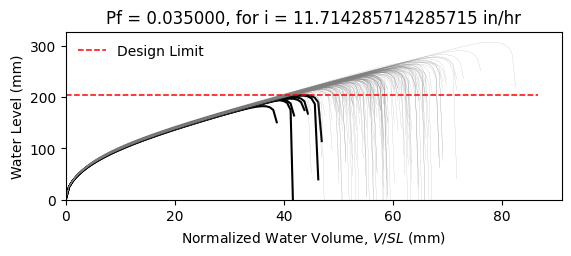 Pf = 0.035000, for i = 11.714285714285715 in/hr
300
200
100
0
Water Level (mm)
Design Limit
0 20 40 60 80
Normalized Water Volume, V/SL (mm)